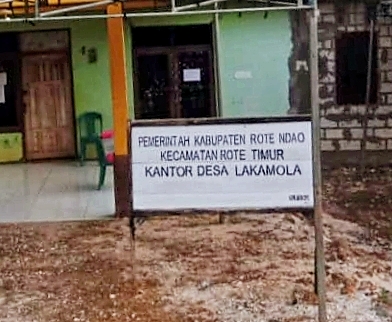 PEMERINTAH KABUPATEN ROTE NDAO
KECAMATAN ROTE TIMUR
KANTOR DESA LAKAMOLA